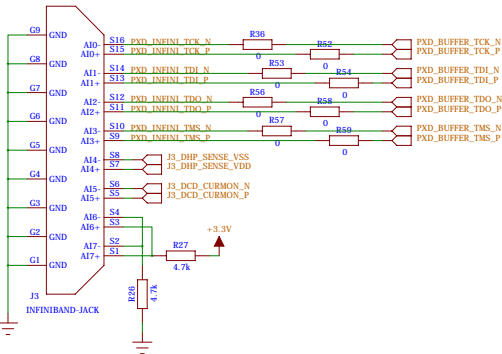 G9 GND AI0- S16 PXD_INFINI_TCK_N R36 0 PXD_BUFFER_TCK_N
AI0+ S15 PXD_INFINI_TCK_P R52 0 PXD_BUFFER_TCK_P
G8 GND AI1- S14 PXD_INFINI_TDI_N R53 0 PXD_BUFFER_TDI_N
AI1+ S13 PXD_INFINI_TDI_P R54 0 PXD_BUFFER_TDI_P
G7 GND AI2- S12 PXD_INFINI_TDO_N R56 0 PXD_BUFFER_TDO_N
AI2+ S11 PXD_INFINI_TDO_P R58 0 PXD_BUFFER_TDO_P
G6 GND AI3- S10 PXD_INFINI_TMS_N R57 0 PXD_BUFFER_TMS_N
AI3+ S9 PXD_INFINI_TMS_P R59 0 PXD_BUFFER_TMS_P
G5 GND AI4- S8 J3_DHP_SENSE_VSS
AI4+ S7 J3_DHP_SENSE_VDD
G4 GND AI5- S6 J3_DCD_CURMON_N
AI5+ S5 J3_DCD_CURMON_P
G3 GND AI6- S4
AI6+ S3 +3.3V
G2 GND AI7- S2
AI7+ S1 R27 4.7k
G1 GND
R26 4.7k
J3
INFINIBAND-JACK